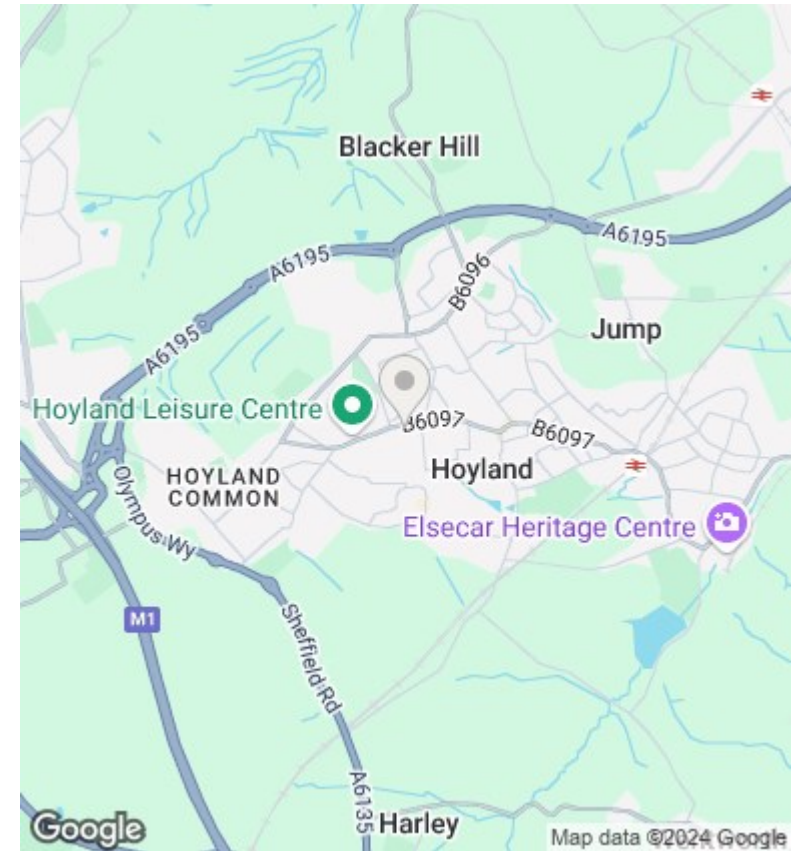 Blacker Hill
A6195
A6195
B6096
Jump
A6195
Hoyland Leisure Centre
B6097
B6097
HOYLAND
COMMON
Hoyland
Olympus Wy
Elsecar Heritage Centre
M1
Sheffield Rd
A6135
Harley
Google
Map data ©2024 Google